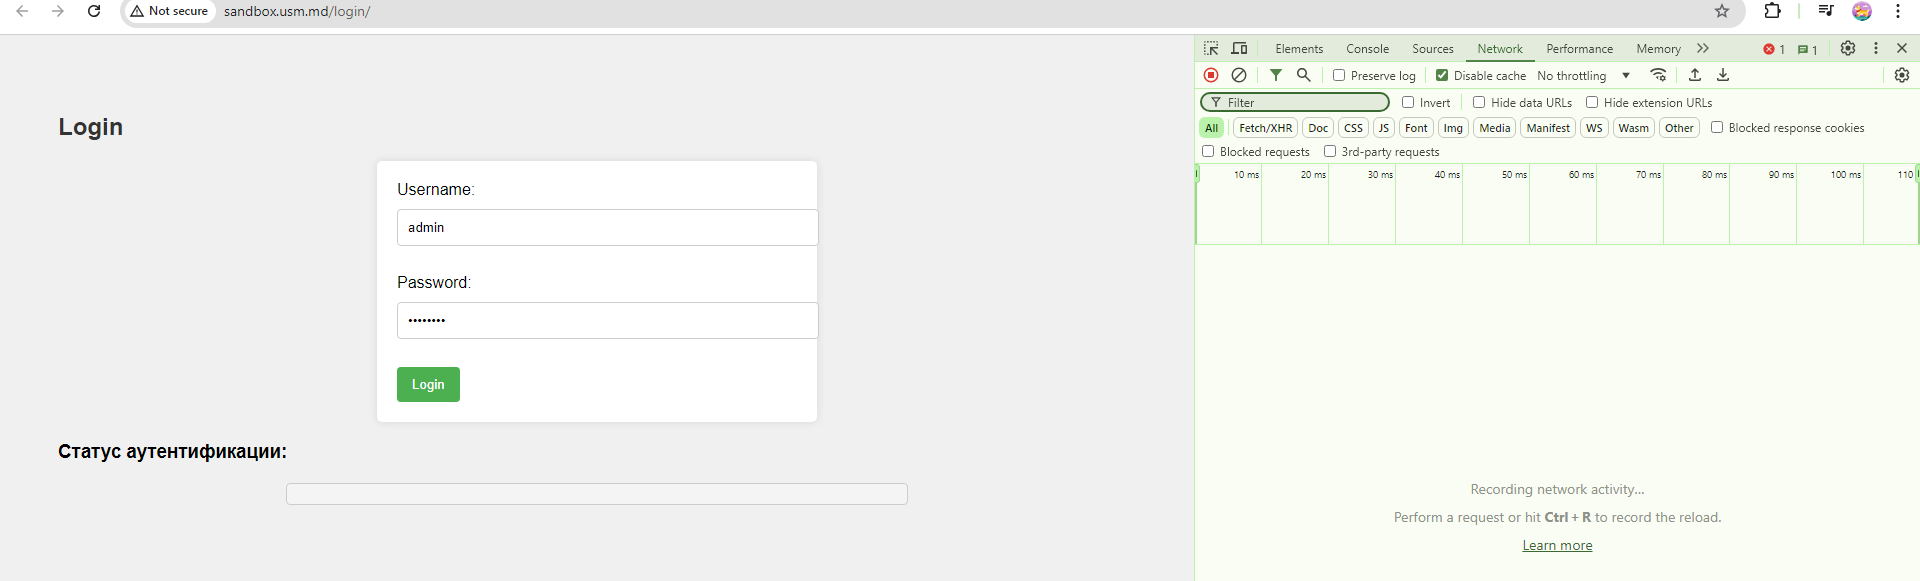 Not secure sandbox.usm.md/login/
Elements Console Sources Network Performance Memory 1 1
Preserve log Disable cache No throttling
Filter Invert Hide data URLs Hide extension URLs
All Fetch/XHR Doc CSS JS Font Img Media Manifest WS Wasm Other Blocked response cookies
Blocked requests 3rd-party requests
10 ms 20 ms 30 ms 40 ms 50 ms 60 ms 70 ms 80 ms 90 ms 100 ms 110
Login
Username:
admin
Password:
••••••••
Login
Статус аутентификации:
Recording network activity...
Perform a request or hit Ctrl + R to record the reload.
Learn more